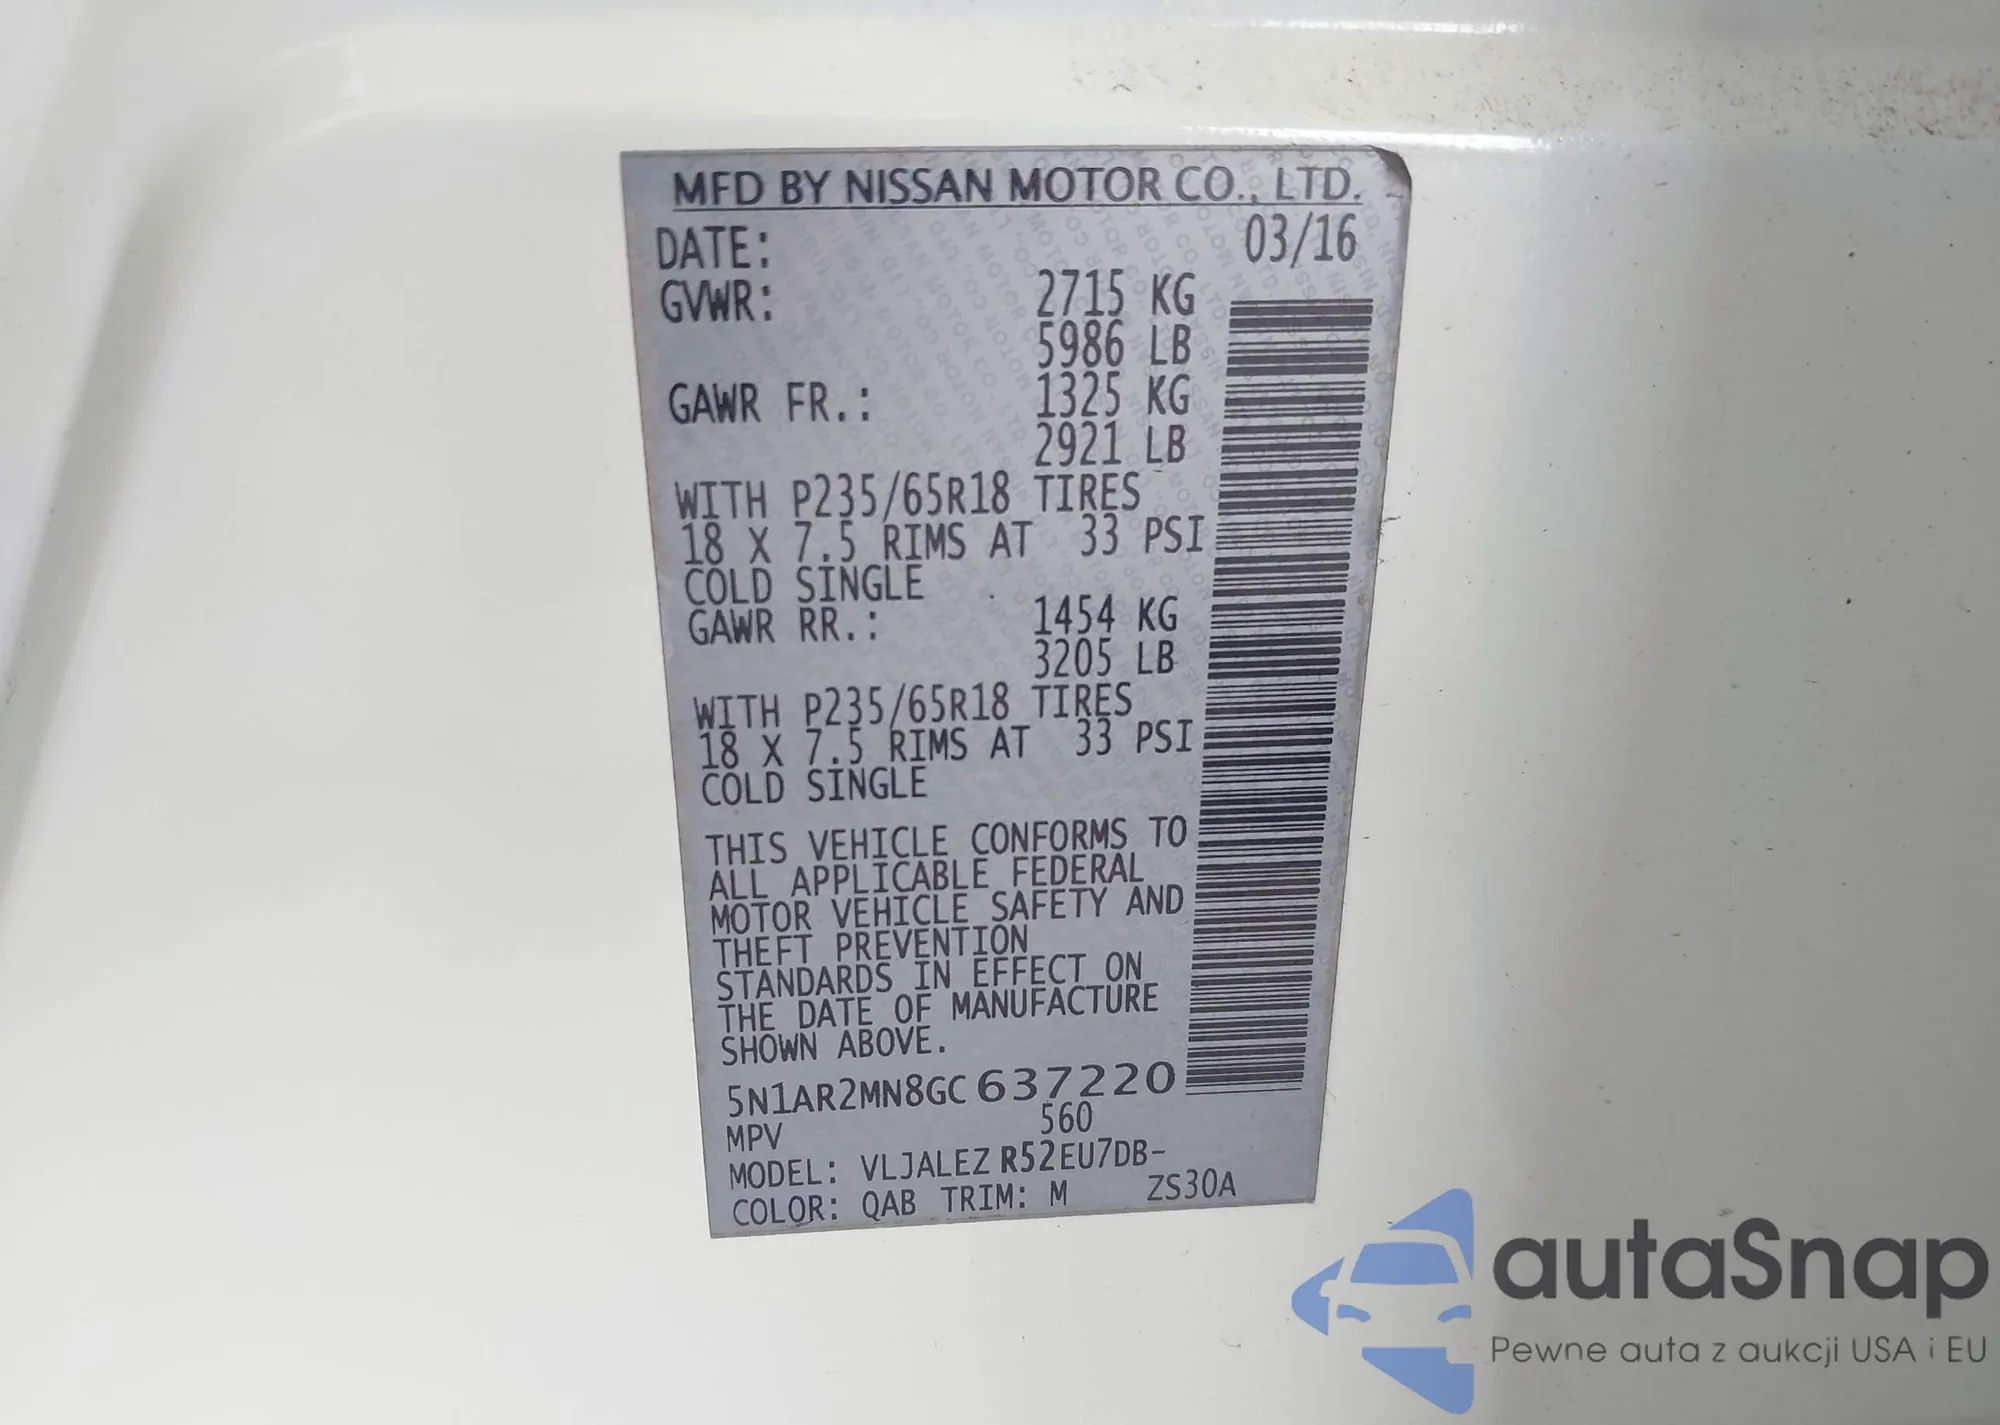 MFD BY NISSAN MOTOR CO., LTD.
DATE: 03/16
GVWR: 2715 KG
5986 LB
GAWR FR.: 1325 KG
2921 LB
WITH P235/65R18 TIRES
18 X 7.5 RIMS AT 33 PSI
COLD SINGLE
GAWR RR.: 1454 KG
3205 LB
WITH P235/65R18 TIRES
18 X 7.5 RIMS AT 33 PSI
COLD SINGLE
THIS VEHICLE CONFORMS TO
ALL APPLICABLE FEDERAL
MOTOR VEHICLE SAFETY AND
THEFT PREVENTION
STANDARDS IN EFFECT ON
THE DATE OF MANUFACTURE
SHOWN ABOVE.
5N1AR2MN8GC637220
MPV 560
MODEL: VLJALEZ R52EU7DB-
COLOR: QAB TRIM: M ZS30A
autaSnap
Pewne auta z aukcji USA i EU